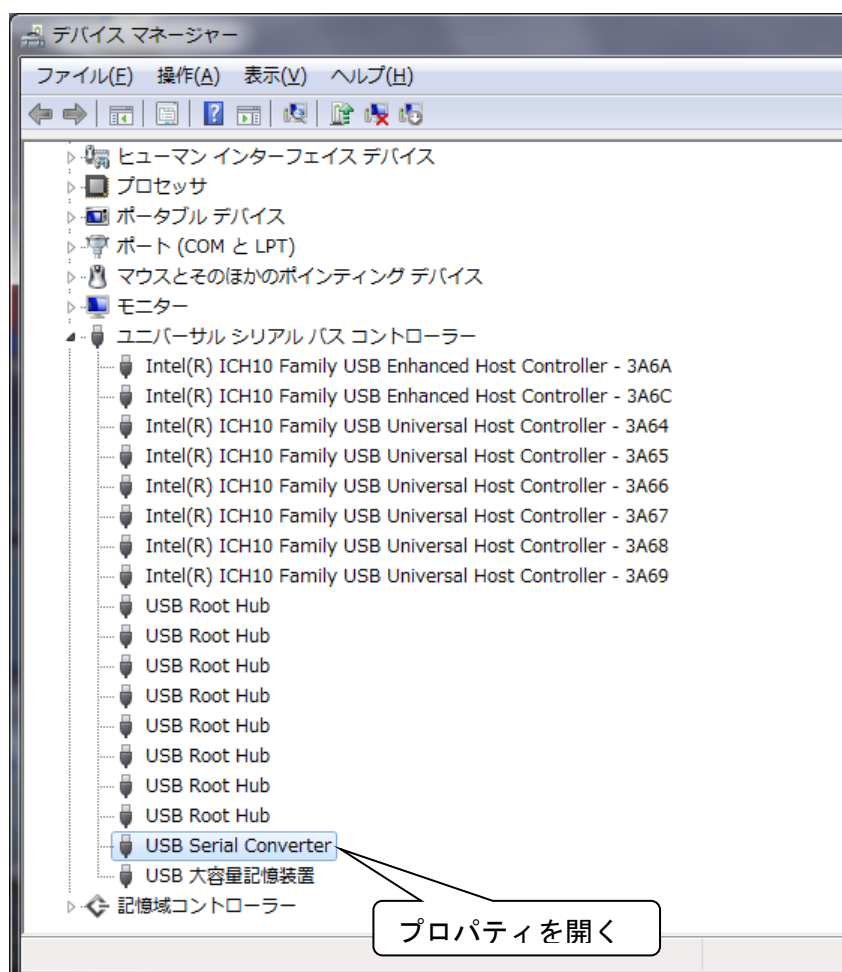 デバイス マネージャー
ファイル(F) 操作(A) 表示(V) ヘルプ(H)
ヒューマン インターフェイス デバイス
プロセッサ
ポータブル デバイス
ポート (COM と LPT)
マウスとそのほかのポインティング デバイス
モニター
ユニバーサル シリアル バス コントローラー
Intel(R) ICH10 Family USB Enhanced Host Controller - 3A6A
Intel(R) ICH10 Family USB Enhanced Host Controller - 3A6C
Intel(R) ICH10 Family USB Universal Host Controller - 3A64
Intel(R) ICH10 Family USB Universal Host Controller - 3A65
Intel(R) ICH10 Family USB Universal Host Controller - 3A66
Intel(R) ICH10 Family USB Universal Host Controller - 3A67
Intel(R) ICH10 Family USB Universal Host Controller - 3A68
Intel(R) ICH10 Family USB Universal Host Controller - 3A69
USB Root Hub
USB Root Hub
USB Root Hub
USB Root Hub
USB Root Hub
USB Root Hub
USB Root Hub
USB Root Hub
USB Serial Converter
USB 大容量記憶装置
記憶域コントローラー
プロパティを開く